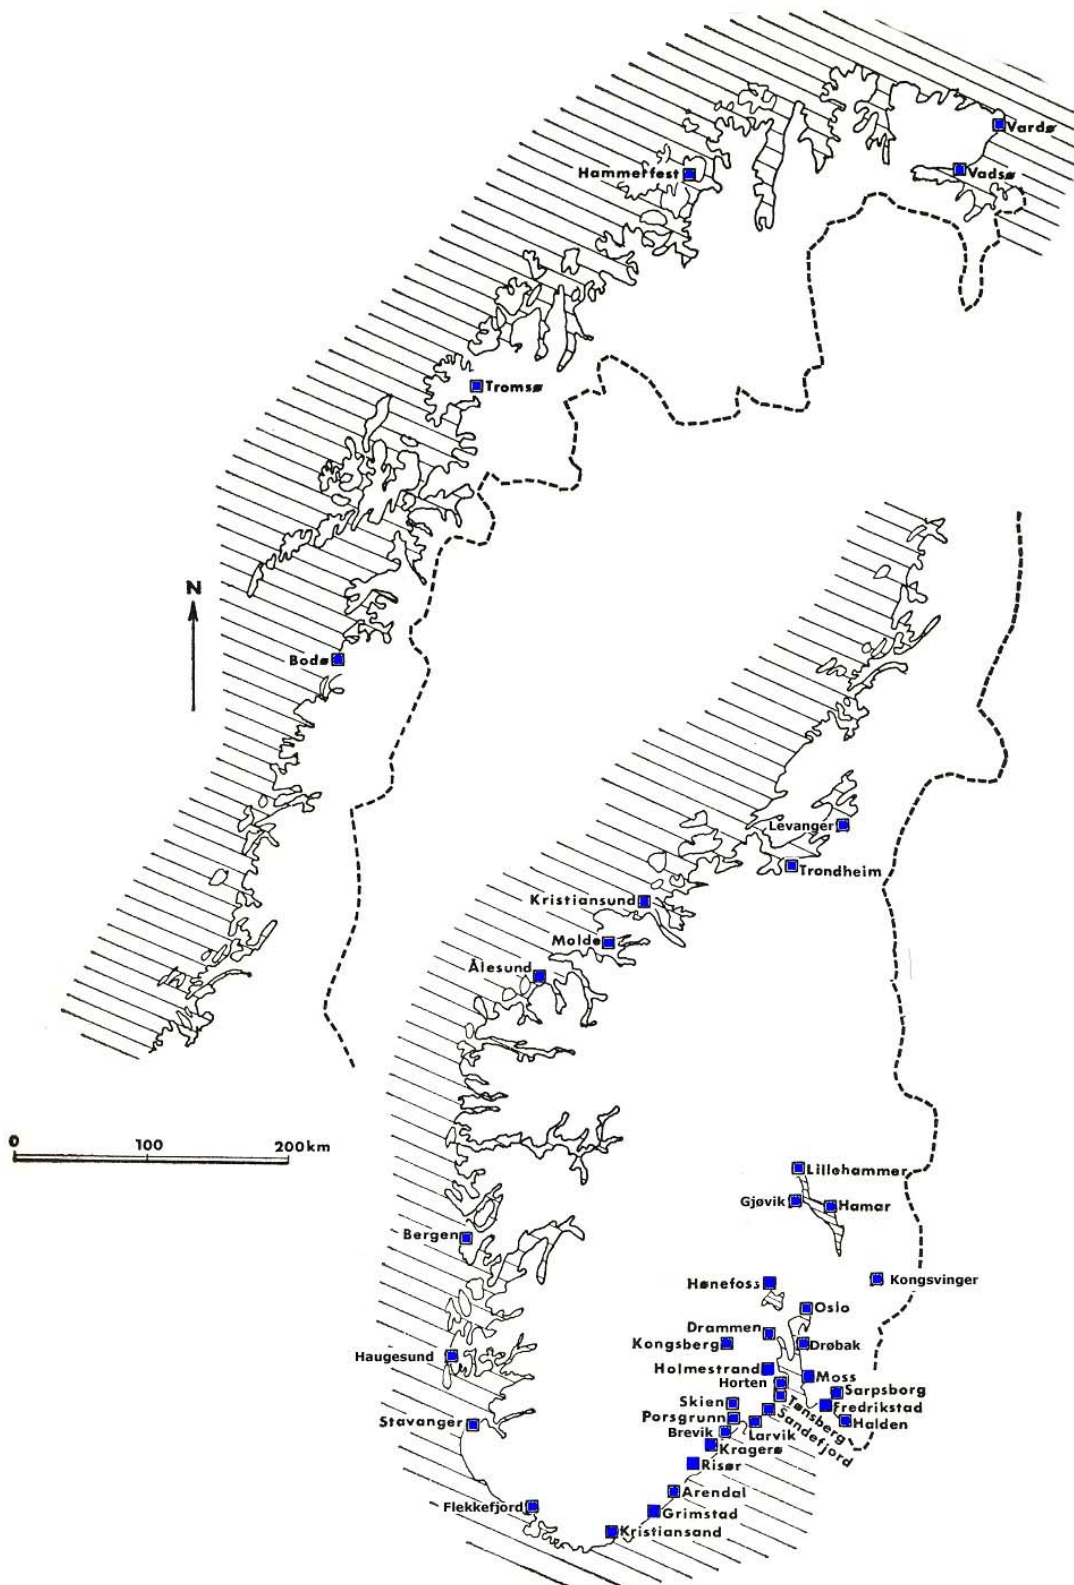 Vardø
Hammerfest
Vadsø
Tromsø
N
Bodø
Levanger
Trondheim
Kristiansund
Molde
Ålesund
0 100 200 km
Lillehammer
Gjøvik
Hamar
Bergen
Kongsvinger
Hønefoss
Oslo
Drammen
Kongsberg
Drøbak
Haugesund
Holmestrand
Moss
Horten
Sarpsborg
Skien
Tønsberg
Fredrikstad
Porsgrunn
Sandefjord
Halden
Stavanger
Brevik
Larvik
Kragerø
Risør
Arendal
Flekkefjord
Grimstad
Kristiansand